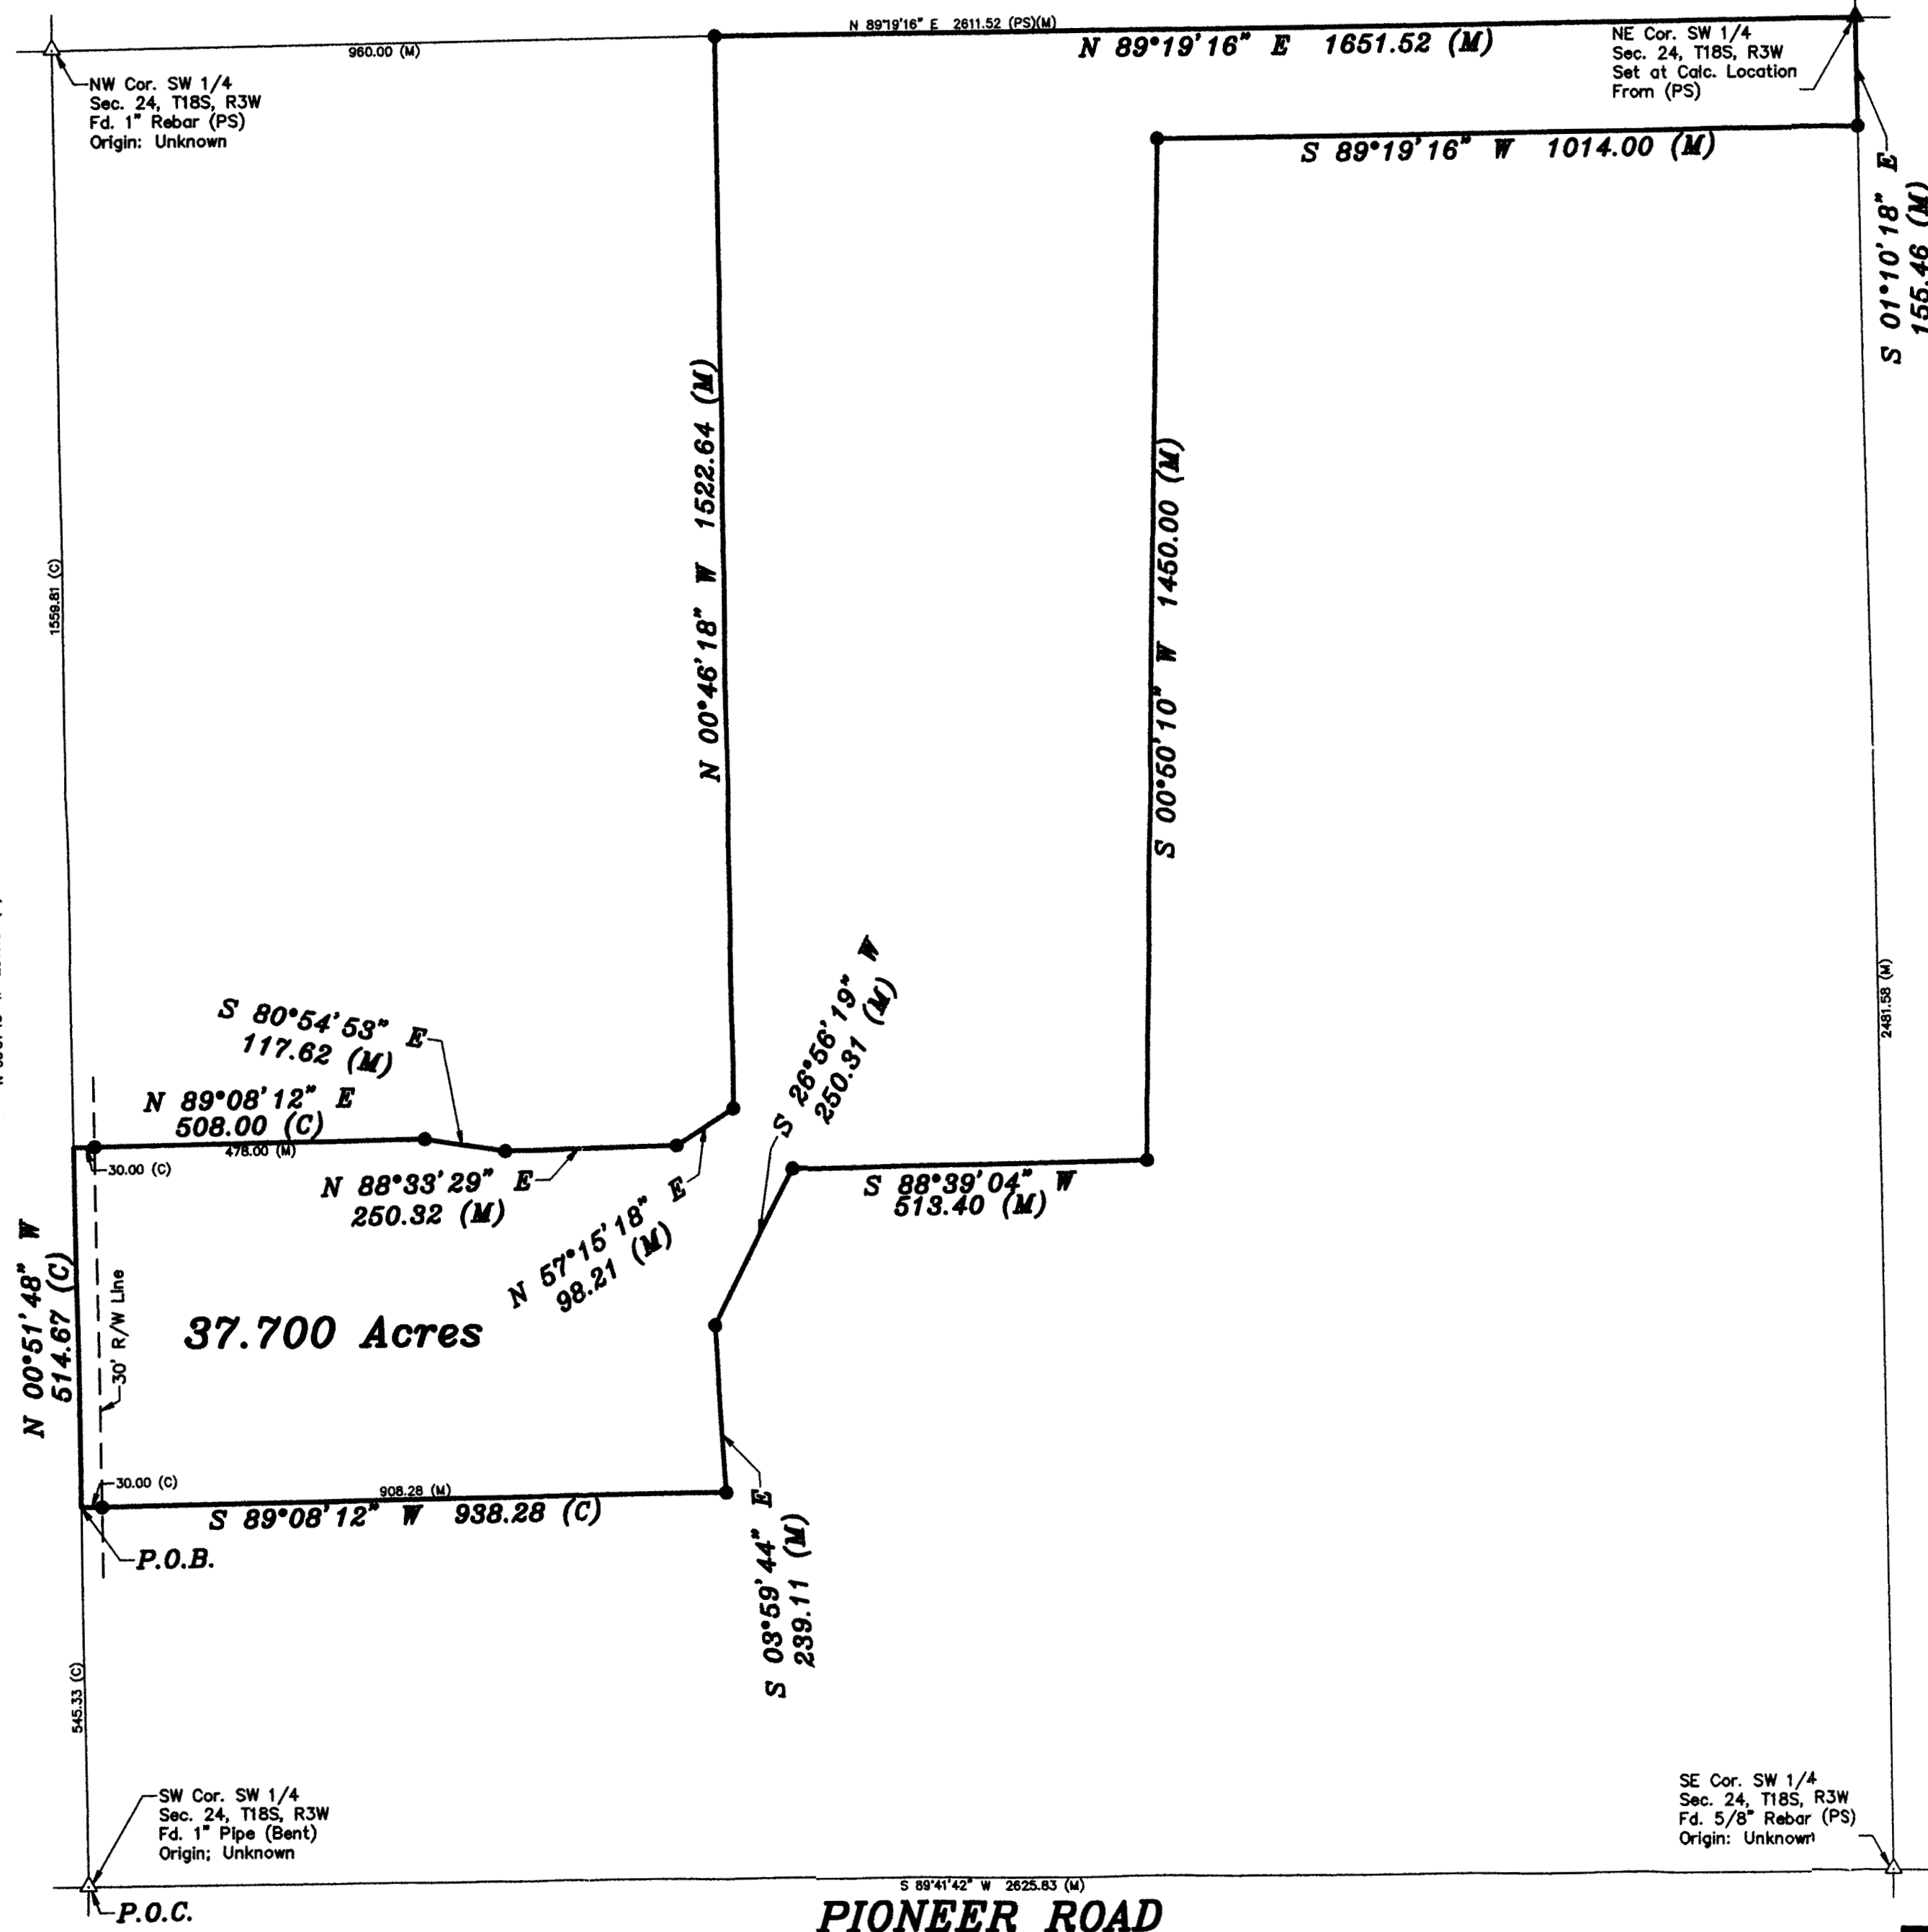 N 89°19'16" E 2611.52 (PS)(M)
960.00 (M)
N 89°19'16" E 1651.52 (M)
NE Cor. SW 1/4
Sec. 24, T18S, R3W
Set at Calc. Location
From (PS)
NW Cor. SW 1/4
Sec. 24, T18S, R3W
Fd. 1" Rebar (PS)
Origin: Unknown
S 89°19'16" W 1014.00 (M)
S 01°10'18" E
155.46 (M)
N 00°46'18" W 1522.64 (M)
S 00°50'10" W 1450.00 (M)
1559.81 (C)
2481.58 (M)
S 80°54'53" E
117.62 (M)
N 89°08'12" E
508.00 (C)
478.00 (M)
30.00 (C)
N 88°33'29" E
250.32 (M)
N 57°15'18" E
98.21 (M)
S 26°56'19" W
250.31 (M)
S 88°39'04" W
513.40 (M)
N 00°51'48" W
514.67 (C)
30' R/W Line
37.700 Acres
30.00 (C)
908.28 (M)
S 89°08'12" W 938.28 (C)
P.O.B.
S 03°59'44" E
239.11 (M)
545.33 (C)
SW Cor. SW 1/4
Sec. 24, T18S, R3W
Fd. 1" Pipe (Bent)
Origin; Unknown
SE Cor. SW 1/4
Sec. 24, T18S, R3W
Fd. 5/8" Rebar (PS)
Origin: Unknown
S 89°41'42" W 2625.83 (M)
P.O.C.
PIONEER ROAD